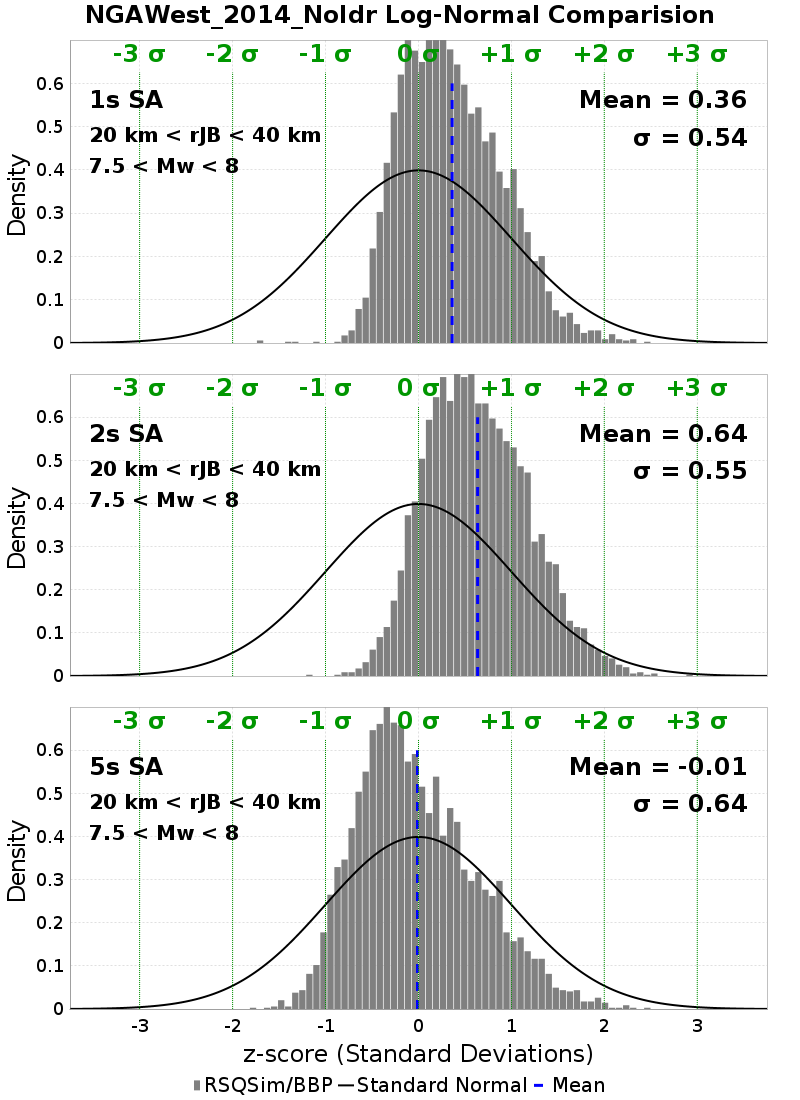 NGAWest_2014_NoIdr Log-Normal Comparision
-3 σ -2 σ -1 σ 0 σ +1 σ +2 σ +3 σ
1s SA Mean = 0.36
20 km < rJB < 40 km σ = 0.54
7.5 < Mw < 8
0.6
0.5
0.4
0.3
0.2
0.1
0
Density
-3 σ -2 σ -1 σ 0 σ +1 σ +2 σ +3 σ
2s SA Mean = 0.64
20 km < rJB < 40 km σ = 0.55
7.5 < Mw < 8
0.6
0.5
0.4
0.3
0.2
0.1
0
Density
-3 σ -2 σ -1 σ 0 σ +1 σ +2 σ +3 σ
5s SA Mean = -0.01
20 km < rJB < 40 km σ = 0.64
7.5 < Mw < 8
0.6
0.5
0.4
0.3
0.2
0.1
0
Density
-3 -2 -1 0 1 2 3
z-score (Standard Deviations)
RSQSim/BBP Standard Normal Mean